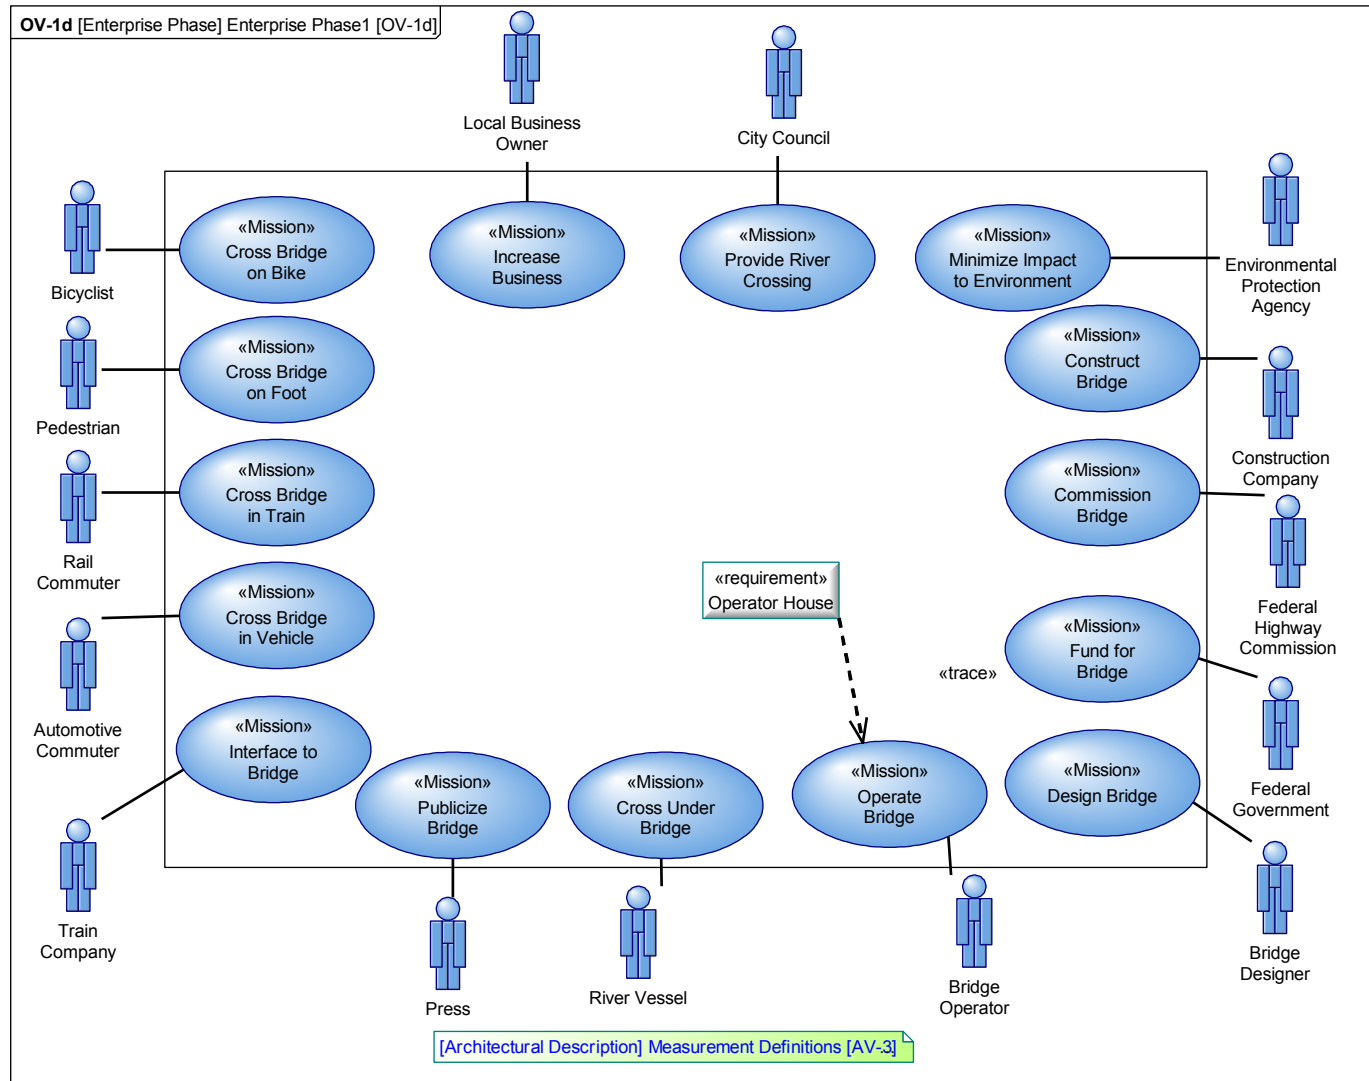 OV-1d [Enterprise Phase] Enterprise Phase1 [OV-1d]
Local Business
Owner
City Council
Bicyclist
«Mission»
Cross Bridge
on Bike
«Mission»
Increase
Business
«Mission»
Provide River
Crossing
«Mission»
Minimize Impact
to Environment
Environmental
Protection
Agency
Pedestrian
«Mission»
Cross Bridge
on Foot
«Mission»
Construct
Bridge
Construction
Company
Rail
Commuter
«Mission»
Cross Bridge
in Train
«Mission»
Commission
Bridge
Federal
Highway
Commission
Automotive
Commuter
«Mission»
Cross Bridge
in Vehicle
«requirement»
Operator House
«trace»
«Mission»
Fund for
Bridge
Federal
Government
Train
Company
«Mission»
Interface to
Bridge
«Mission»
Publicize
Bridge
«Mission»
Cross Under
Bridge
«Mission»
Operate
Bridge
«Mission»
Design Bridge
Bridge
Designer
Press
River Vessel
Bridge
Operator
[Architectural Description] Measurement Definitions [AV-3]